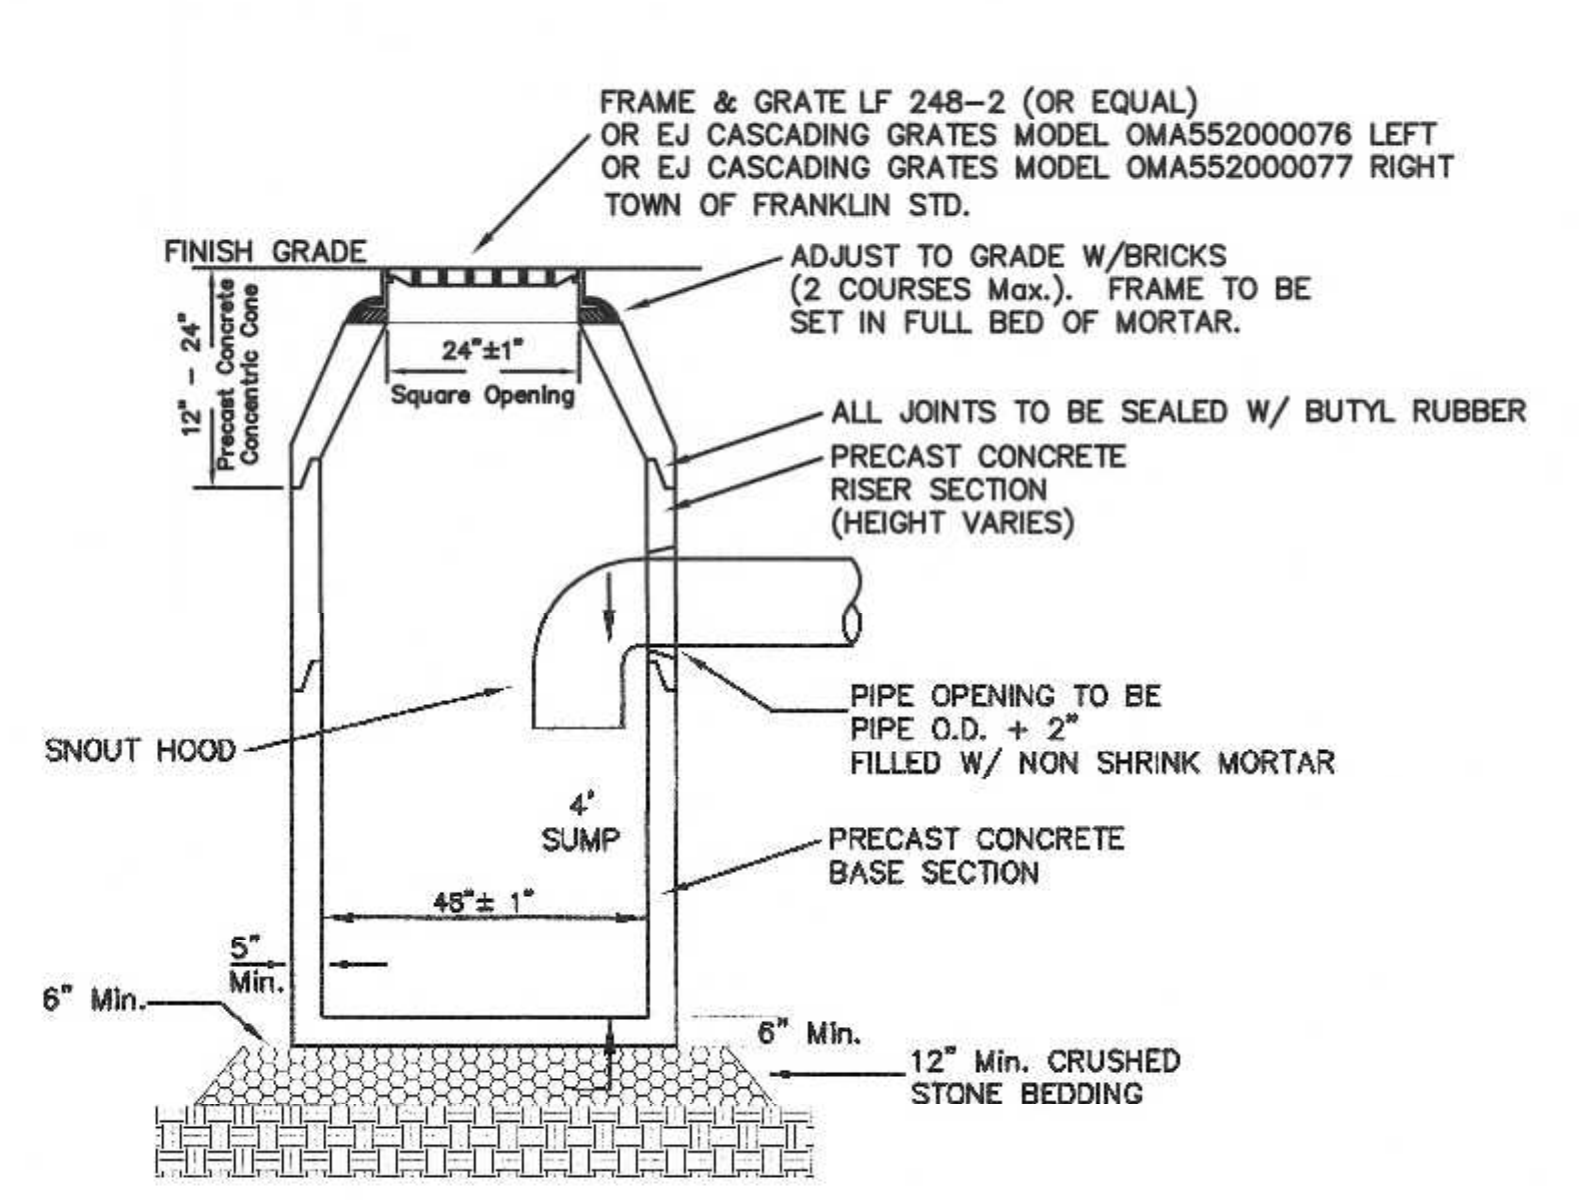 FRAME & GRATE LF 248-2 (OR EQUAL)
OR EJ CASCADING GRATES MODEL OMA552000076 LEFT
OR EJ CASCADING GRATES MODEL OMA552000077 RIGHT
TOWN OF FRANKLIN STD.
FINISH GRADE
ADJUST TO GRADE W/BRICKS
(2 COURSES Max.). FRAME TO BE
SET IN FULL BED OF MORTAR.
12" - 24"
Precast Concrete
Concentric Cone
24"±1"
Square Opening
ALL JOINTS TO BE SEALED W/ BUTYL RUBBER
PRECAST CONCRETE
RISER SECTION
(HEIGHT VARIES)
PIPE OPENING TO BE
PIPE O.D. + 2"
FILLED W/ NON SHRINK MORTAR
SNOUT HOOD
4'
SUMP
PRECAST CONCRETE
BASE SECTION
48"± 1"
5"
Min.
6" Min.
6" Min.
12" Min. CRUSHED
STONE BEDDING